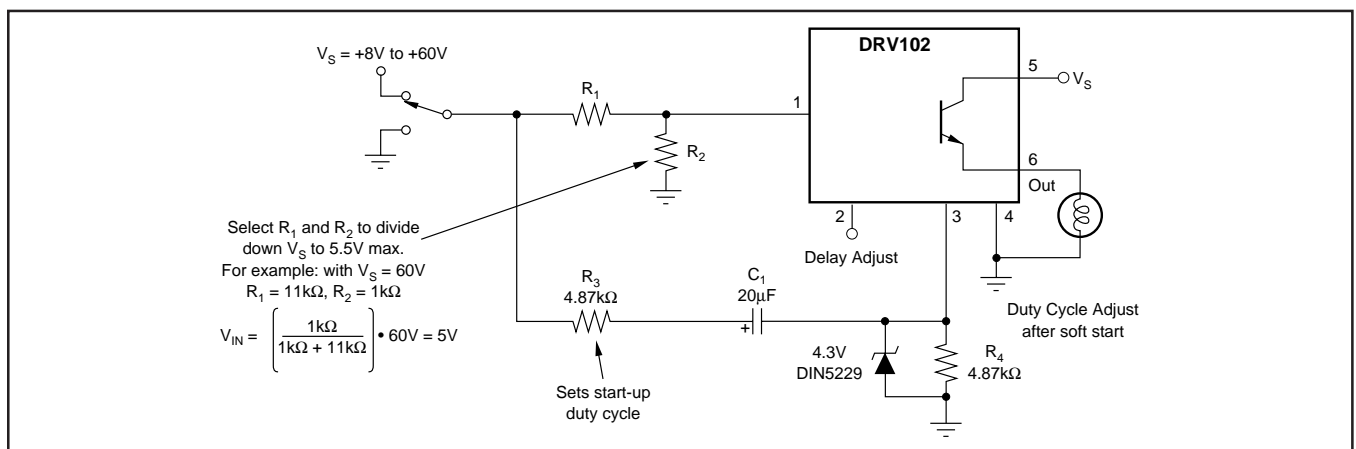 V_S = +8V to +60V
DRV102
R_1
1
5
V_S
R_2
6
Out
2
3
4
Delay Adjust
Select R_1 and R_2 to divide
down V_S to 5.5V max.
For example: with V_S = 60V
R_1 = 11kΩ, R_2 = 1kΩ
V_IN = (1kΩ / 1kΩ + 11kΩ) • 60V = 5V
R_3
4.87kΩ
C_1
20µF
+
Sets start-up
duty cycle
4.3V
DIN5229
R_4
4.87kΩ
Duty Cycle Adjust
after soft start